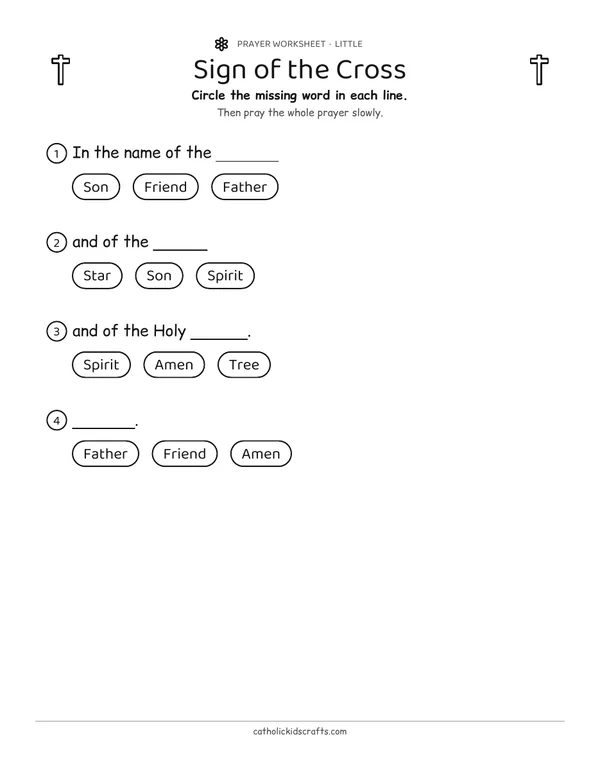 PRAYER WORKSHEET · LITTLE
Sign of the Cross
Circle the missing word in each line.
Then pray the whole prayer slowly.
1 In the name of the ________
Son Friend Father
2 and of the _______
Star Son Spirit
3 and of the Holy _______.
Spirit Amen Tree
4 ________.
Father Friend Amen
catholickidscrafts.com